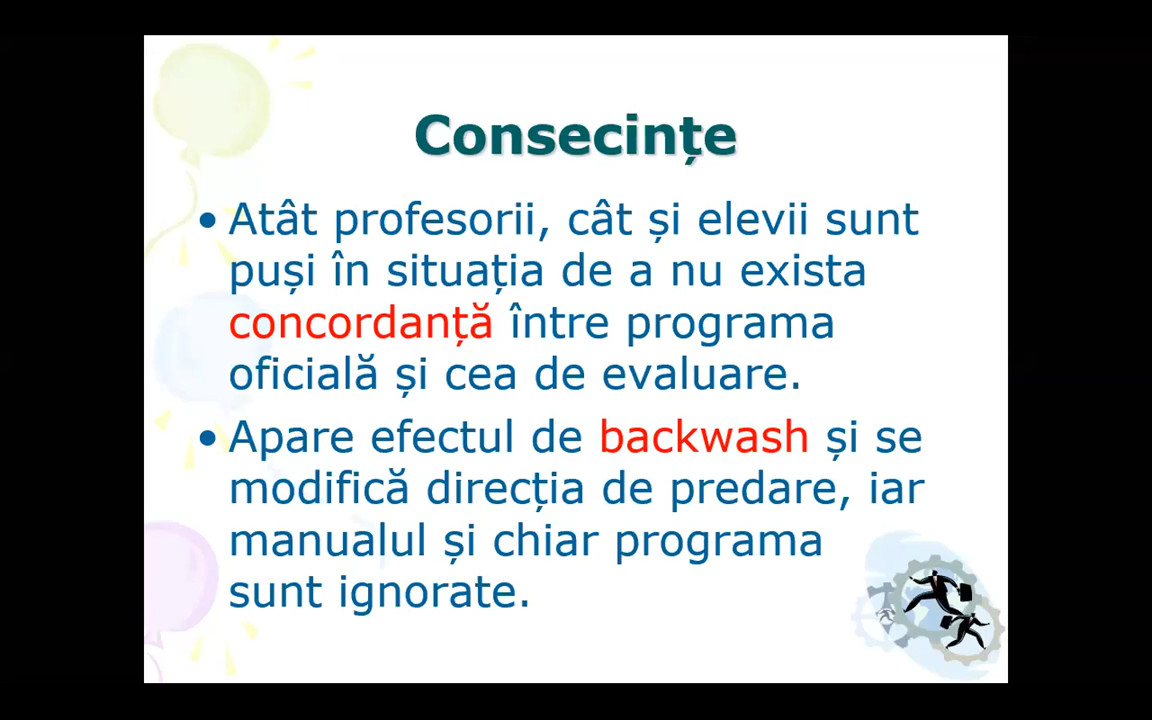 Consecințe
• Atât profesorii, cât și elevii sunt
puși în situația de a nu exista
concordanță între programa
oficială și cea de evaluare.
• Apare efectul de backwash și se
modifică direcția de predare, iar
manualul și chiar programa
sunt ignorate.